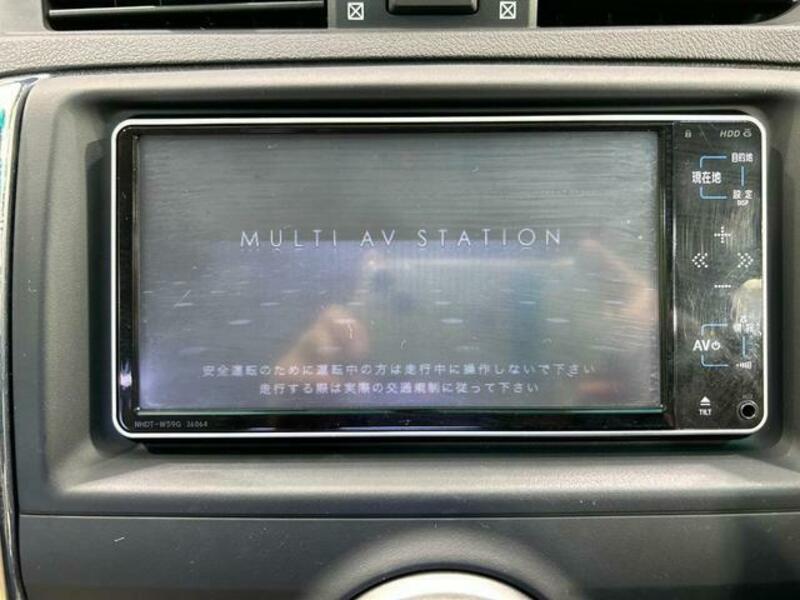 HDD
目的地
現在地
設定
DISP
MULTI AV STATION
安全運転のために運転中の方は走行中に操作しないで下さい
走行する際は実際の交通規制に従って下さい
AV
TILT
NHDT-W59G 36064